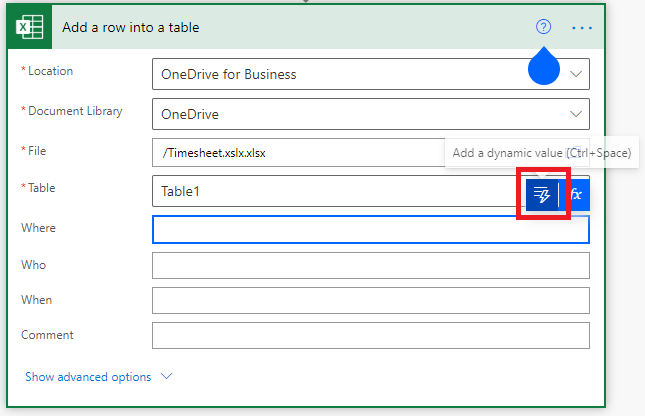 Add a row into a table
* Location
OneDrive for Business
* Document Library
OneDrive
* File
/Timesheet.xslx.xlsx
Add a dynamic value (Ctrl+Space)
* Table
Table1
fx
Where
Who
When
Comment
Show advanced options